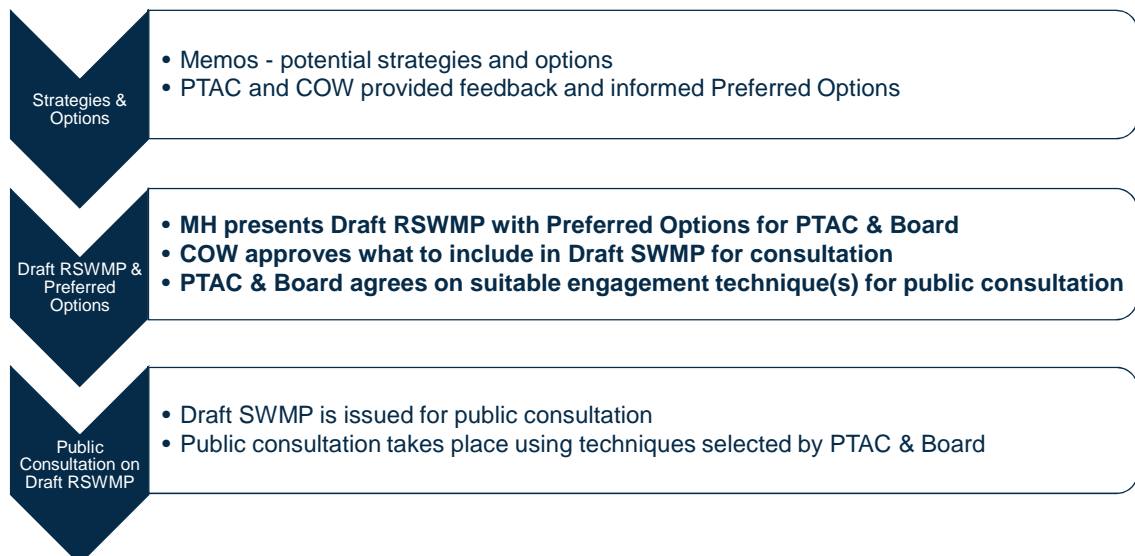 Strategies &
Options
• Memos - potential strategies and options
• PTAC and COW provided feedback and informed Preferred Options
Draft RSWMP &
Preferred
Options
• MH presents Draft RSWMP with Preferred Options for PTAC & Board
• COW approves what to include in Draft SWMP for consultation
• PTAC & Board agrees on suitable engagement technique(s) for public consultation
Public
Consultation on
Draft RSWMP
• Draft SWMP is issued for public consultation
• Public consultation takes place using techniques selected by PTAC & Board